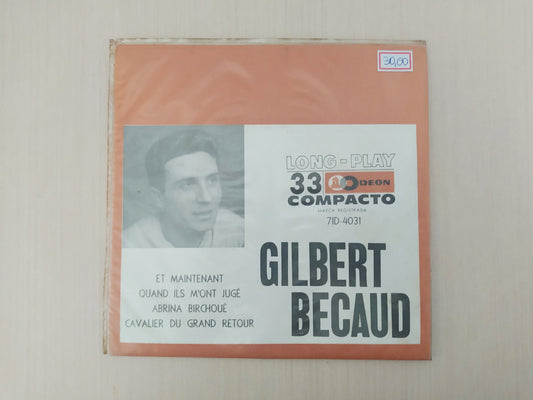 30,00
LONG-PLAY
33 ODEON
COMPACTO
MARCA REGISTRADA
7ID-4031
GILBERT
BECAUD
ET MAINTENANT
QUAND ILS M'ONT JUGÉ
ABRINA BIRCHOUÉ
CAVALIER DU GRAND RETOUR